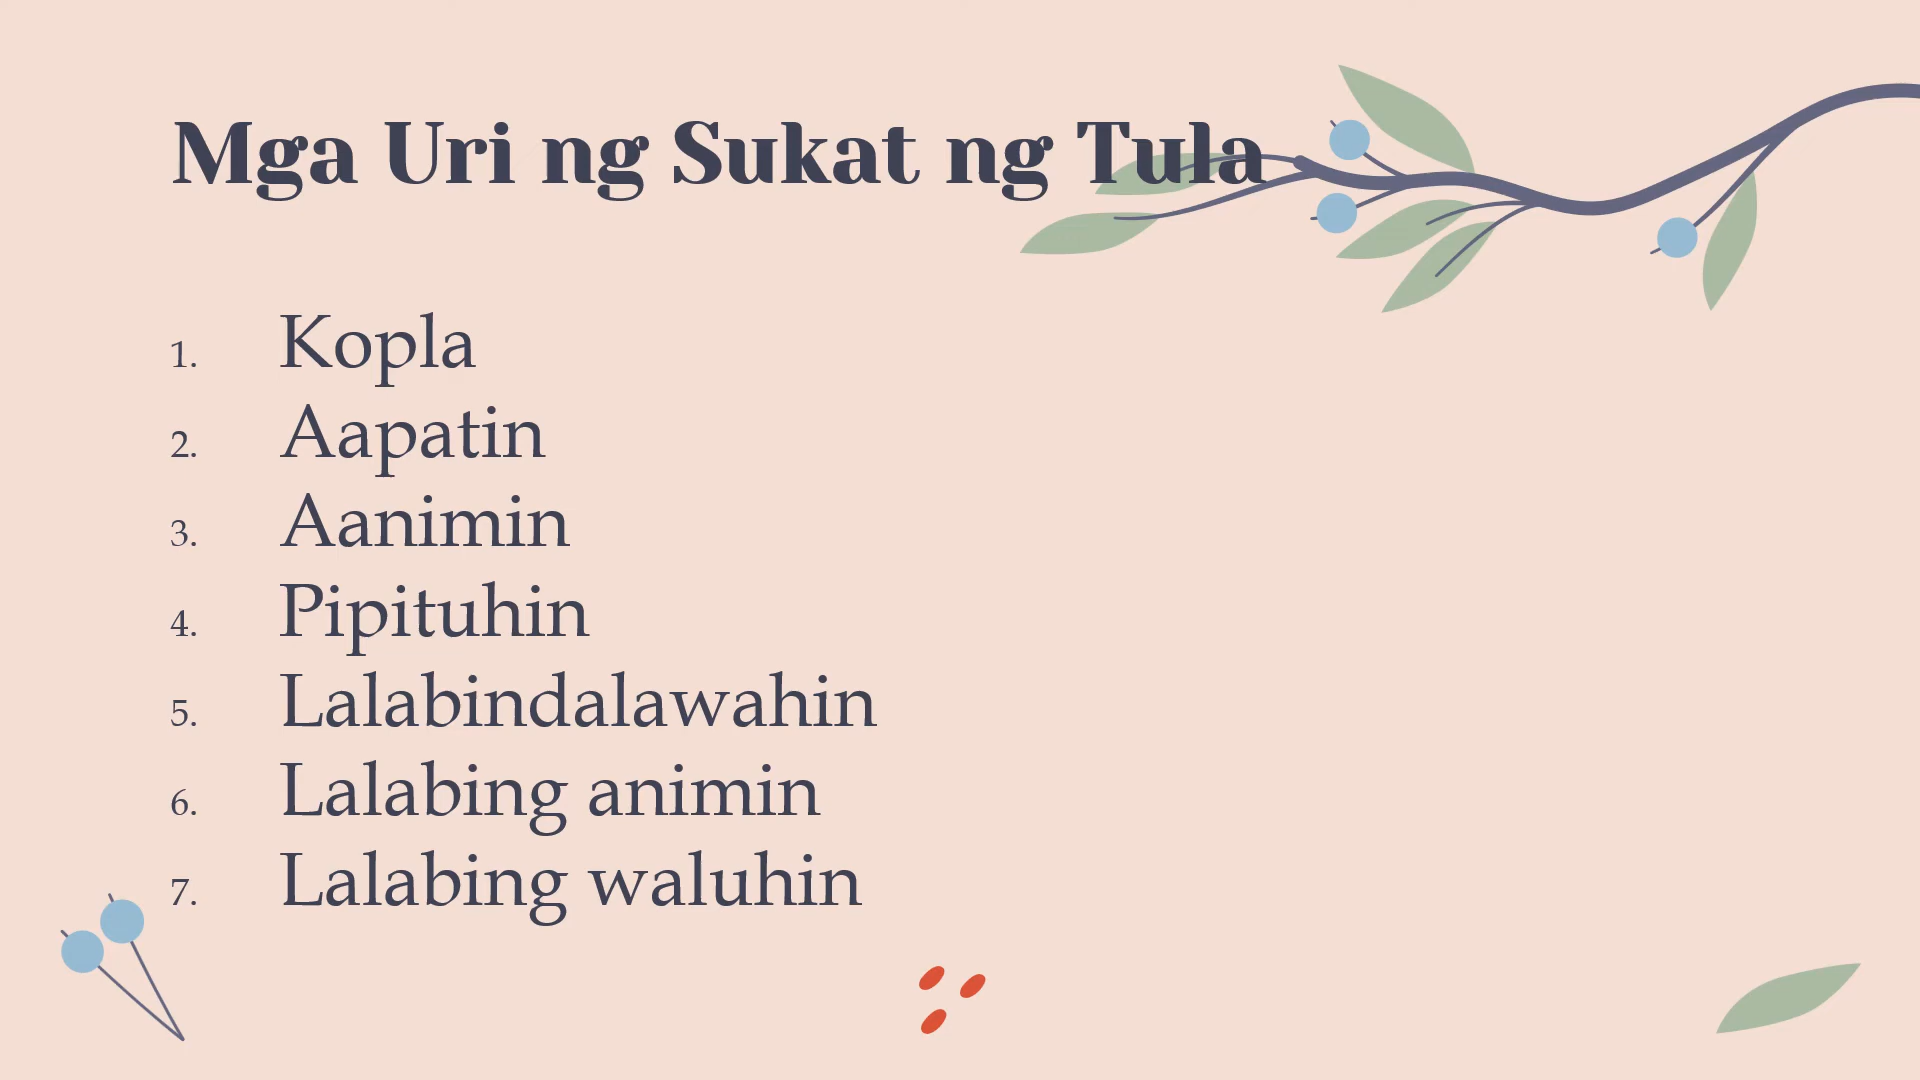 Mga Uri ng Sukat ng Tula
1. Kopla
2. Aapatin
3. Aanimin
4. Pipituhin
5. Lalabindalawahin
6. Lalabing animin
7. Lalabing waluhin